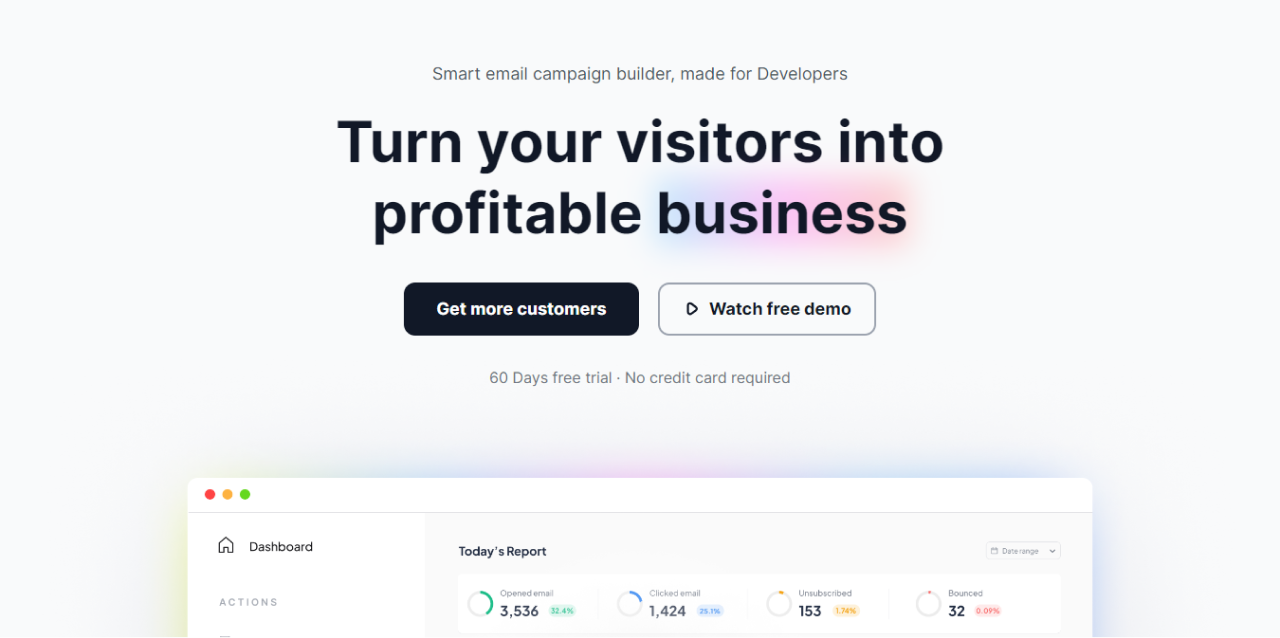 Smart email campaign builder, made for Developers
Turn your visitors into
profitable business
Get more customers
Watch free demo
60 Days free trial · No credit card required
Dashboard
Today's Report
Date range
ACTIONS
Opened email
3,536 32.4%
Clicked email
1,424 25.1%
Unsubscribed
153 1.74%
Bounced
32 0.09%